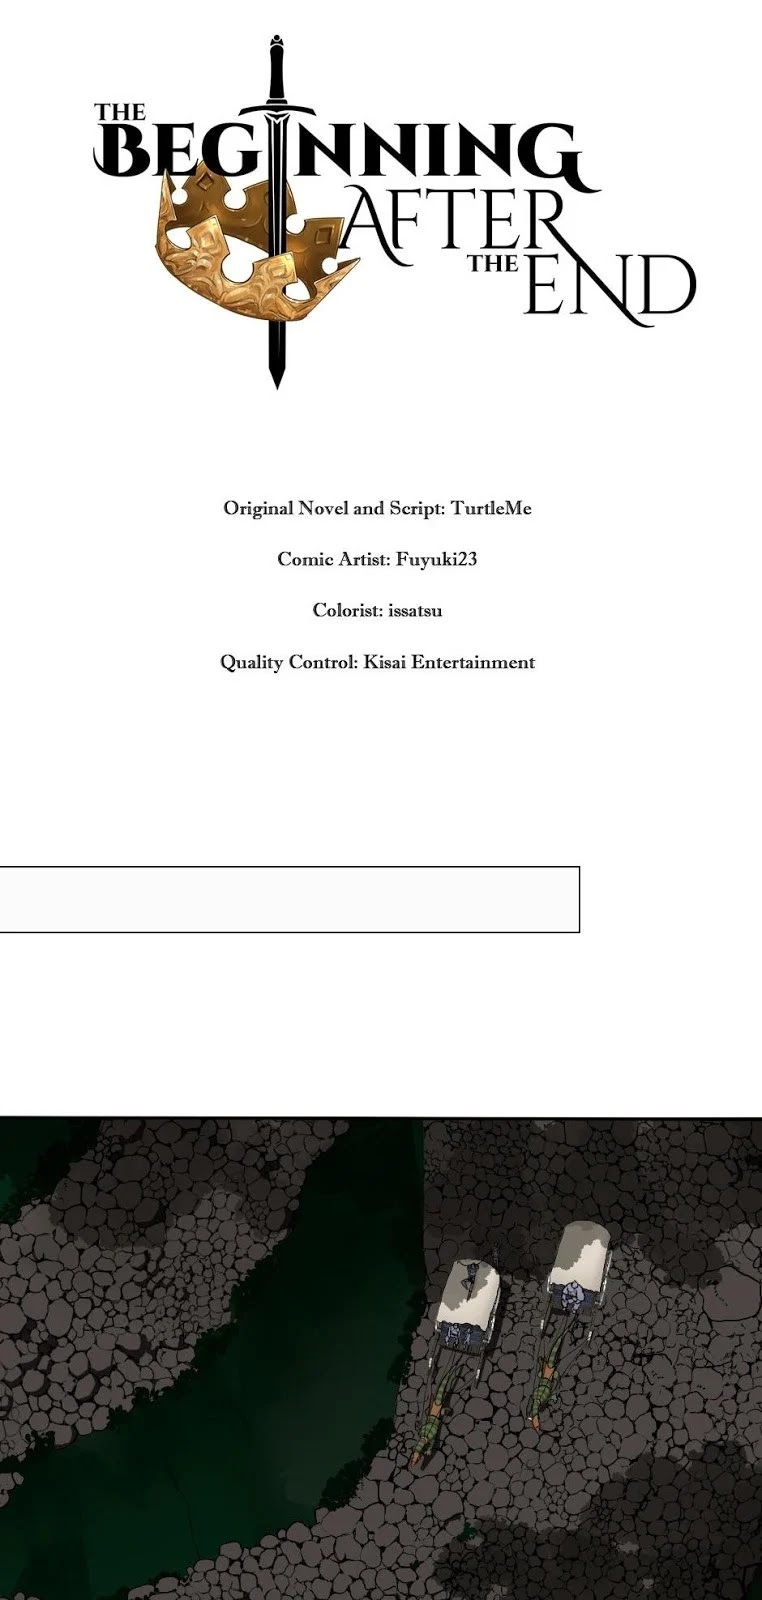 THE
BEGINNING
AFTER
THE END
Original Novel and Script: TurtleMe
Comic Artist: Fuyuki23
Colorist: issatsu
Quality Control: Kisai Entertainment